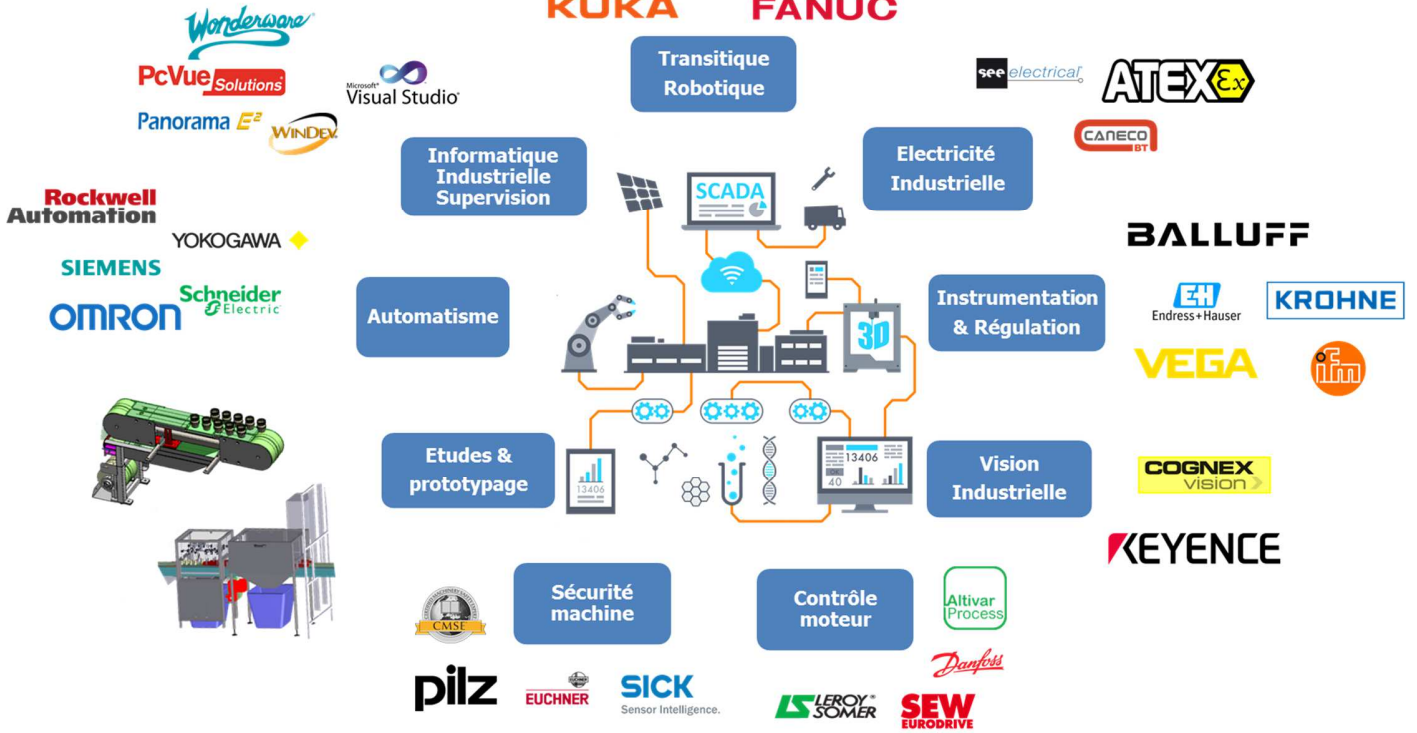 KUKA
FANUC
Wonderware
PcVue Solutions
Microsoft
Visual Studio
Panorama E²
WINDEV
Transitique
Robotique
see electrical
ATEX Ex
CANECO
BT
Informatique
Industrielle
Supervision
Electricité
Industrielle
SCADA
Rockwell
Automation
YOKOGAWA
SIEMENS
OMRON
Schneider
Electric
BALLUFF
Automatisme
3D
Instrumentation
& Régulation
EH
Endress+Hauser
KROHNE
VEGA
ifm
Etudes &
prototypage
13406
13406
OK
40
Vision
Industrielle
COGNEX
vision
KEYENCE
CMSE
Sécurité
machine
Contrôle
moteur
Altivar
Process
Danfoss
pilz
EUCHNER
SICK
Sensor Intelligence.
LS LEROY
SOMER
SEW
EURODRIVE